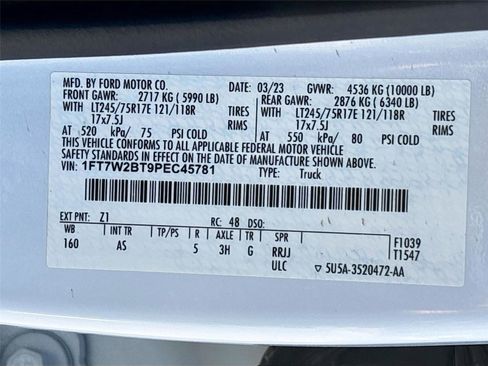 MFD. BY FORD MOTOR CO.
DATE: 03/23 GVWR: 4536 KG (10000 LB)
FRONT GAWR: 2717 KG ( 5990 LB) REAR GAWR: 2876 KG ( 6340 LB)
WITH LT245/75R17E 121/118R TIRES WITH LT245/75R17E 121/118R TIRES
17x7.5J RIMS 17x7.5J RIMS
AT 520 kPa/ 75 PSI COLD AT 550 kPa/ 80 PSI COLD
THIS VEHICLE CONFORMS TO ALL APPLICABLE FEDERAL MOTOR VEHICLE
SAFETY STANDARDS IN EFFECT ON THE DATE OF MANUFACTURE SHOWN ABOVE.
VIN: 1FT7W2BT9PEC45781 TYPE: Truck
EXT PNT: Z1 RC: 48 DSO:
WB INT TR TP/PS R AXLE TR SPR F1039
160 AS 5 3H G RRJJ T1547
ULC 5U5A-3520472-AA